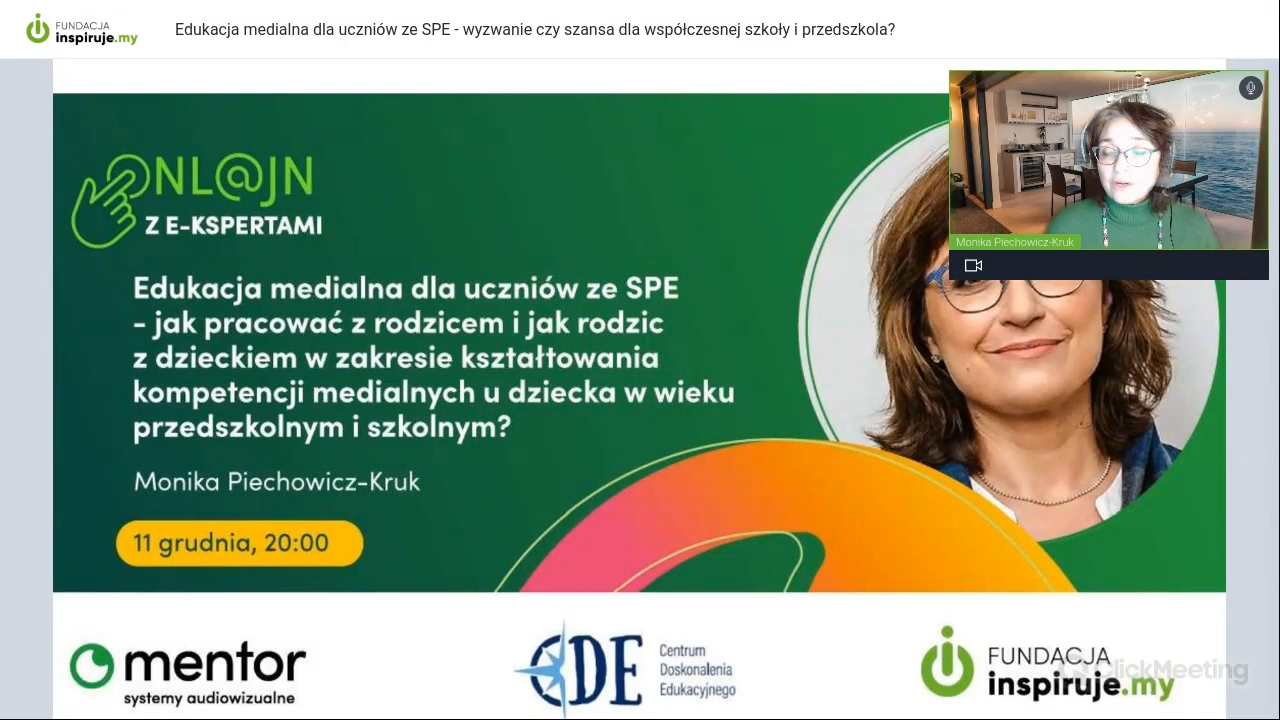 FUNDACJA
inspiruje.my
Edukacja medialna dla uczniów ze SPE - wyzwanie czy szansa dla współczesnej szkoły i przedszkola?
ONL@JN
Z E-KSPERTAMI
Edukacja medialna dla uczniów ze SPE
- jak pracować z rodzicem i jak rodzic
z dzieckiem w zakresie kształtowania
kompetencji medialnych u dziecka w wieku
przedszkolnym i szkolnym?
Monika Piechowicz-Kruk
11 grudnia, 20:00
Monika Piechowicz-Kruk
mentor
systemy audiowizualne
CDE
Centrum
Doskonalenia
Edukacyjnego
FUNDACJA
inspiruje.my
ClickMeeting